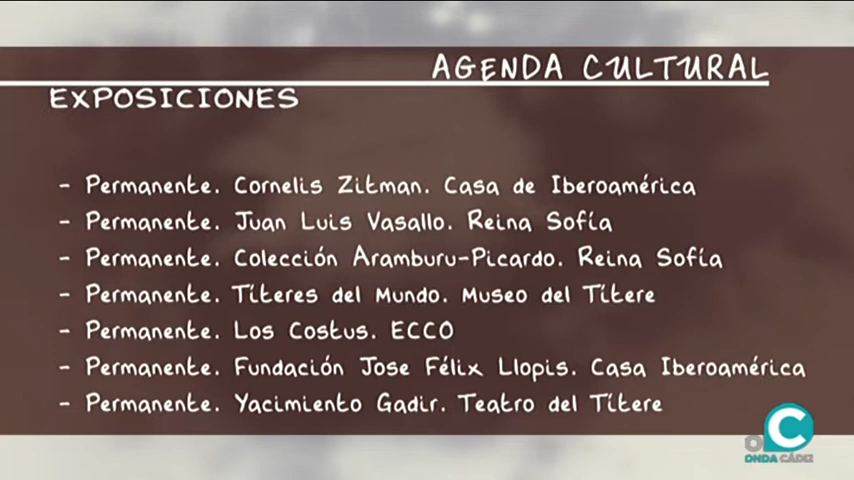 AGENDA CULTURAL
EXPOSICIONES
- Permanente. Cornelis Zitman. Casa de Iberoamérica
- Permanente. Juan Luis Vasallo. Reina Sofía
- Permanente. Colección Aramburu-Picardo. Reina Sofía
- Permanente. Títeres del Mundo. Museo del Títere
- Permanente. Los Costus. ECCO
- Permanente. Fundación Jose Félix Llopis. Casa Iberoamérica
- Permanente. Yacimiento Gadir. Teatro del Títere
ONDA CÁDIZ